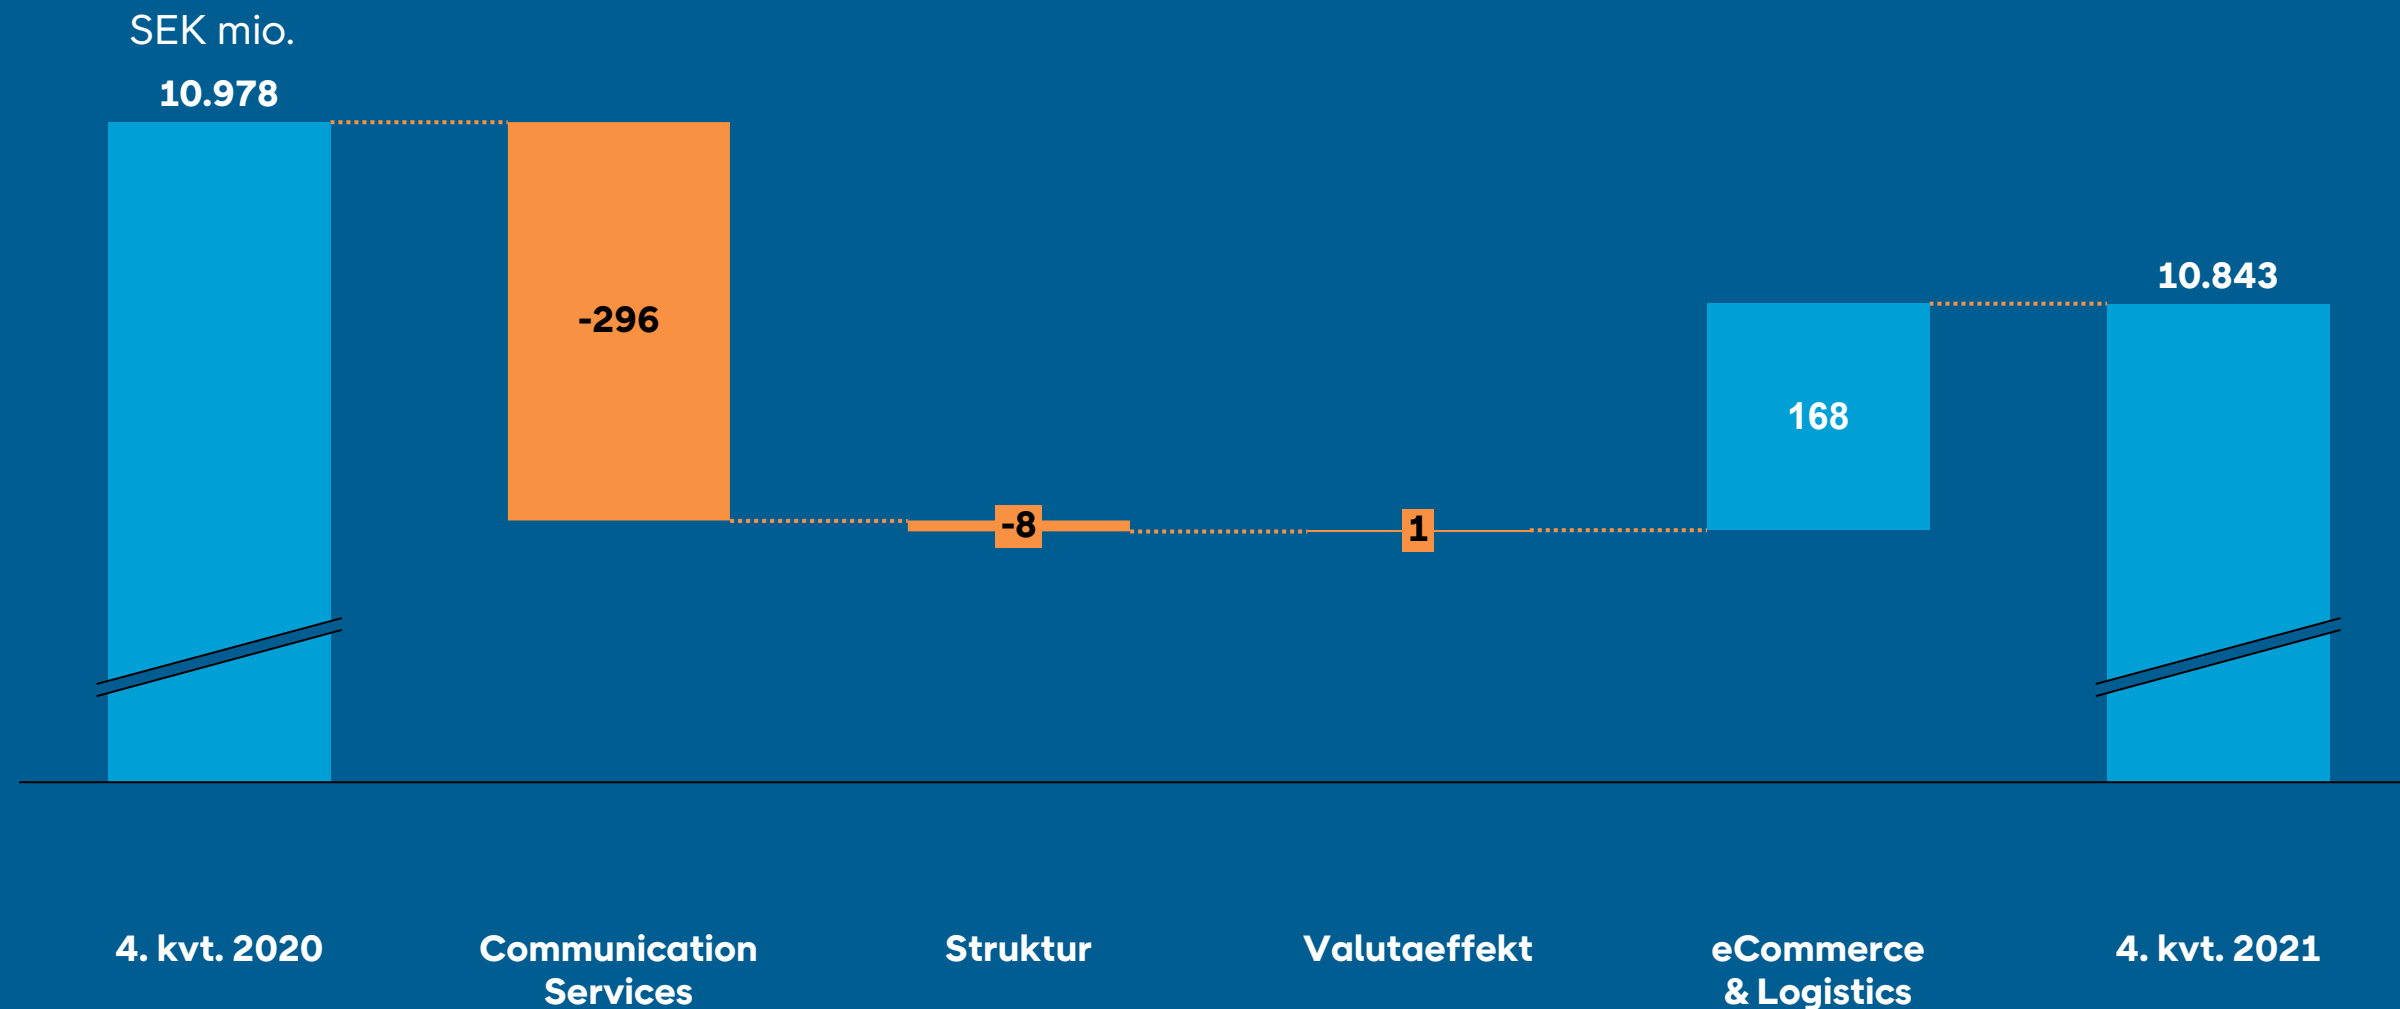 SEK mio.
10.978
10.843
-296
168
-8
1
4. kvt. 2020
Communication
Services
Struktur
Valutaeffekt
eCommerce
& Logistics
4. kvt. 2021